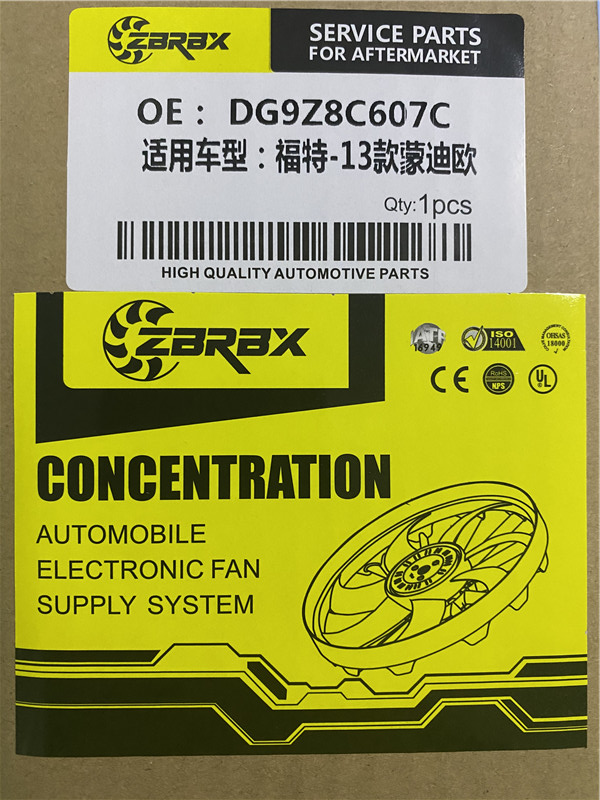 ZBRBX
SERVICE PARTS
FOR AFTERMARKET
OE： DG9Z8C607C
适用车型：福特-13款蒙迪欧
Qty:1pcs
HIGH QUALITY AUTOMOTIVE PARTS
ZBRBX
ATF
16949
ISO
14001
OHSAS
18000
CE
RoHS
NPS
UL
CONCENTRATION
AUTOMOBILE
ELECTRONIC FAN
SUPPLY SYSTEM